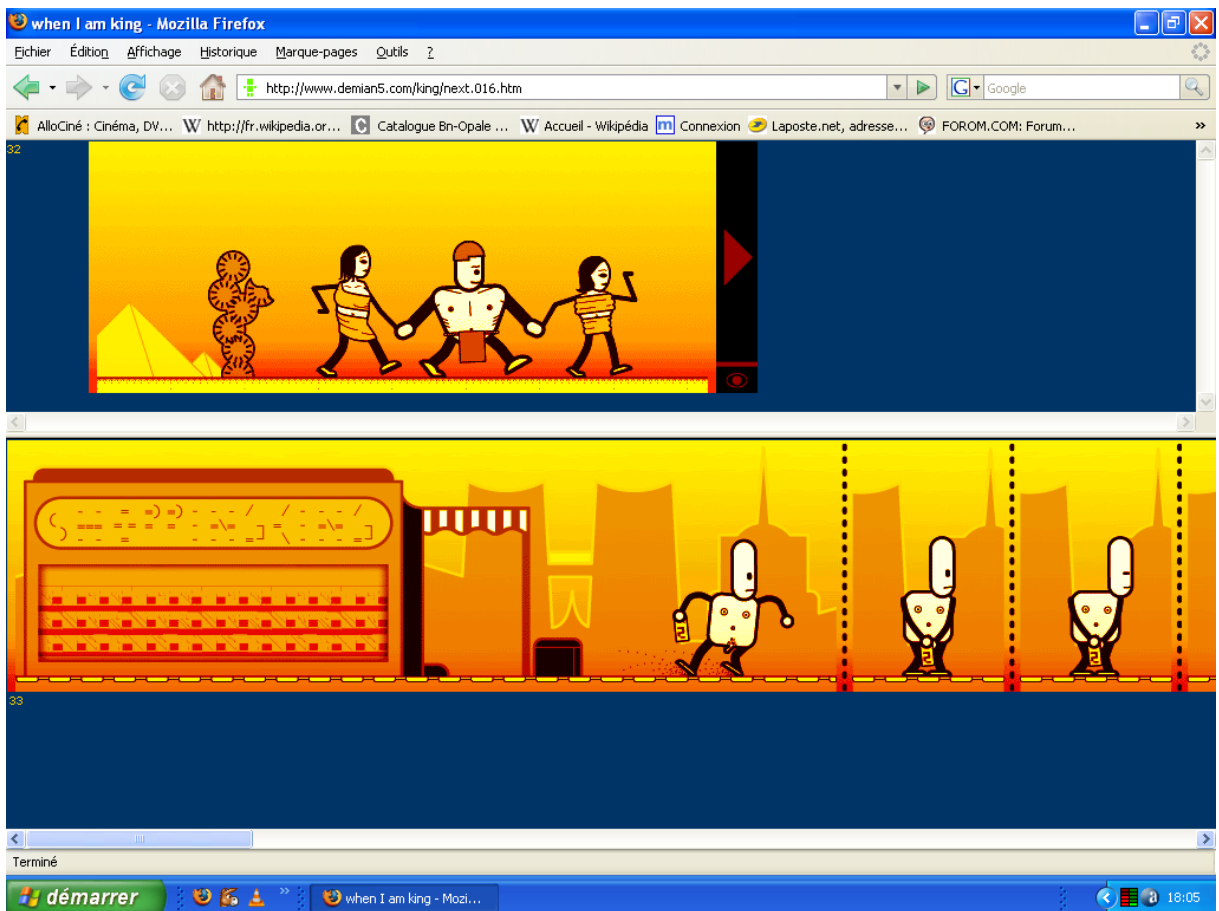 when I am king - Mozilla Firefox
Fichier Édition Affichage Historique Marque-pages Outils ?
http://www.demian5.com/king/next.016.htm
G Google
AlloCiné : Cinéma, DV... W http://fr.wikipedia.or... C Catalogue Bn-Opale ... W Accueil - Wikipédia m Connexion Laposte.net, adresse... FOROM.COM: Forum... »
32
33
Terminé
démarrer » when I am king - Mozi... 18:05